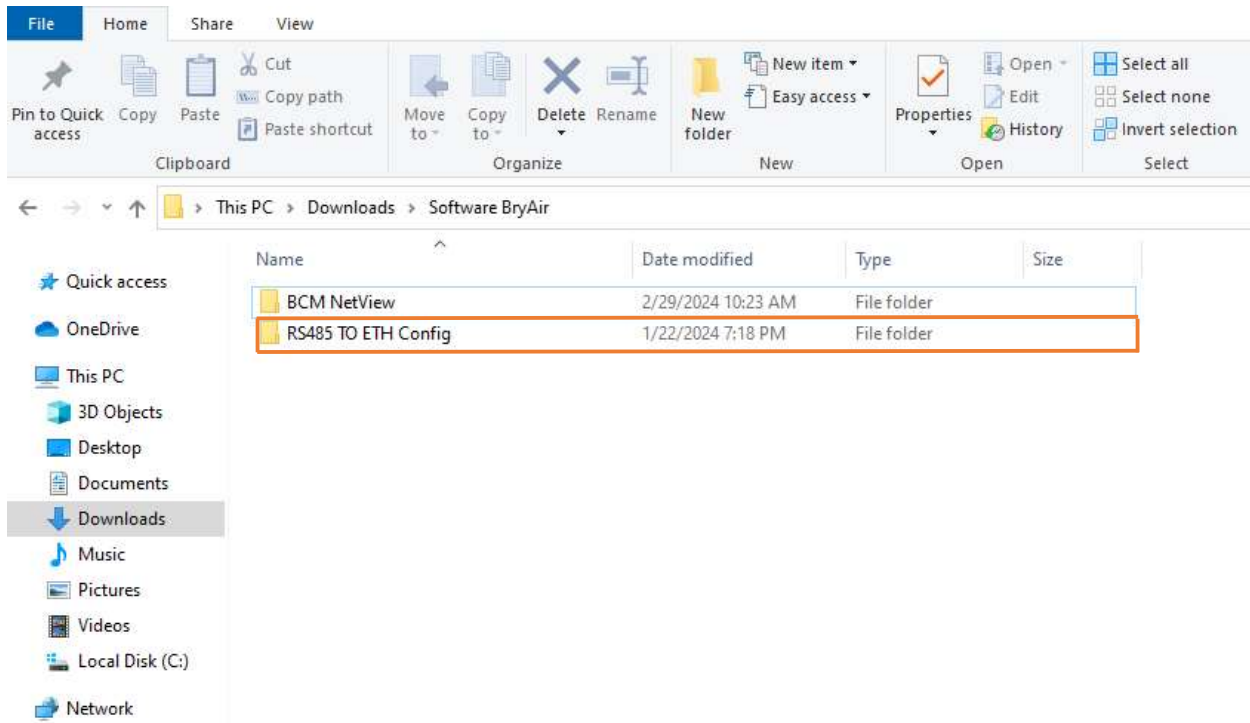 File Home Share View
Pin to Quick access
Copy
Paste
Cut
Copy path
Paste shortcut
Clipboard
Move to
Copy to
Delete
Rename
Organize
New folder
New item
Easy access
New
Properties
Open
Edit
History
Open
Select all
Select none
Invert selection
Select
This PC > Downloads > Software BryAir
Name Date modified Type Size
BCM NetView 2/29/2024 10:23 AM File folder
RS485 TO ETH Config 1/22/2024 7:18 PM File folder
Quick access
OneDrive
This PC
3D Objects
Desktop
Documents
Downloads
Music
Pictures
Videos
Local Disk (C:)
Network